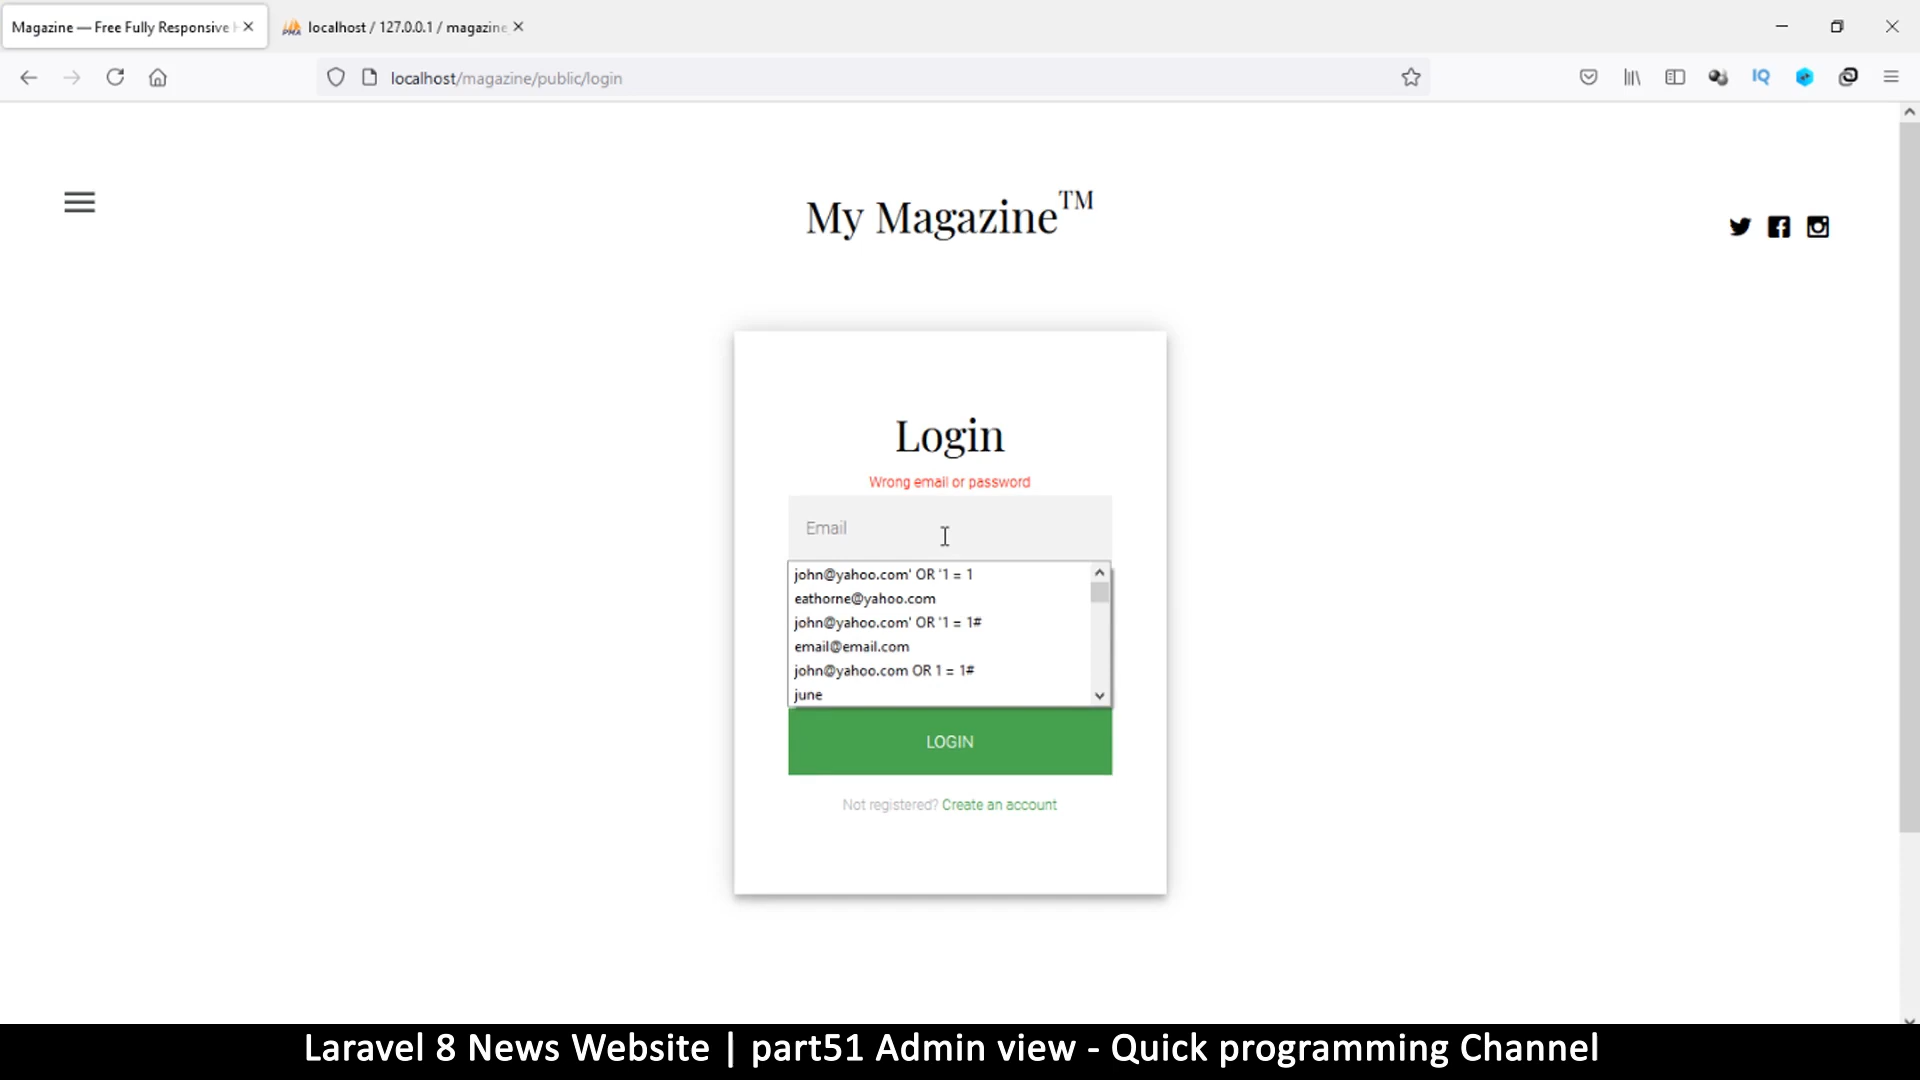 Magazine — Free Fully Responsive
localhost / 127.0.0.1 / magazine
localhost/magazine/public/login
IQ
My Magazine™
Login
Wrong email or password
Email
john@yahoo.com' OR '1 = 1
eathorne@yahoo.com
john@yahoo.com' OR '1 = 1#
email@email.com
john@yahoo.com OR 1 = 1#
june
LOGIN
Not registered? Create an account
Laravel 8 News Website | part51 Admin view - Quick programming Channel